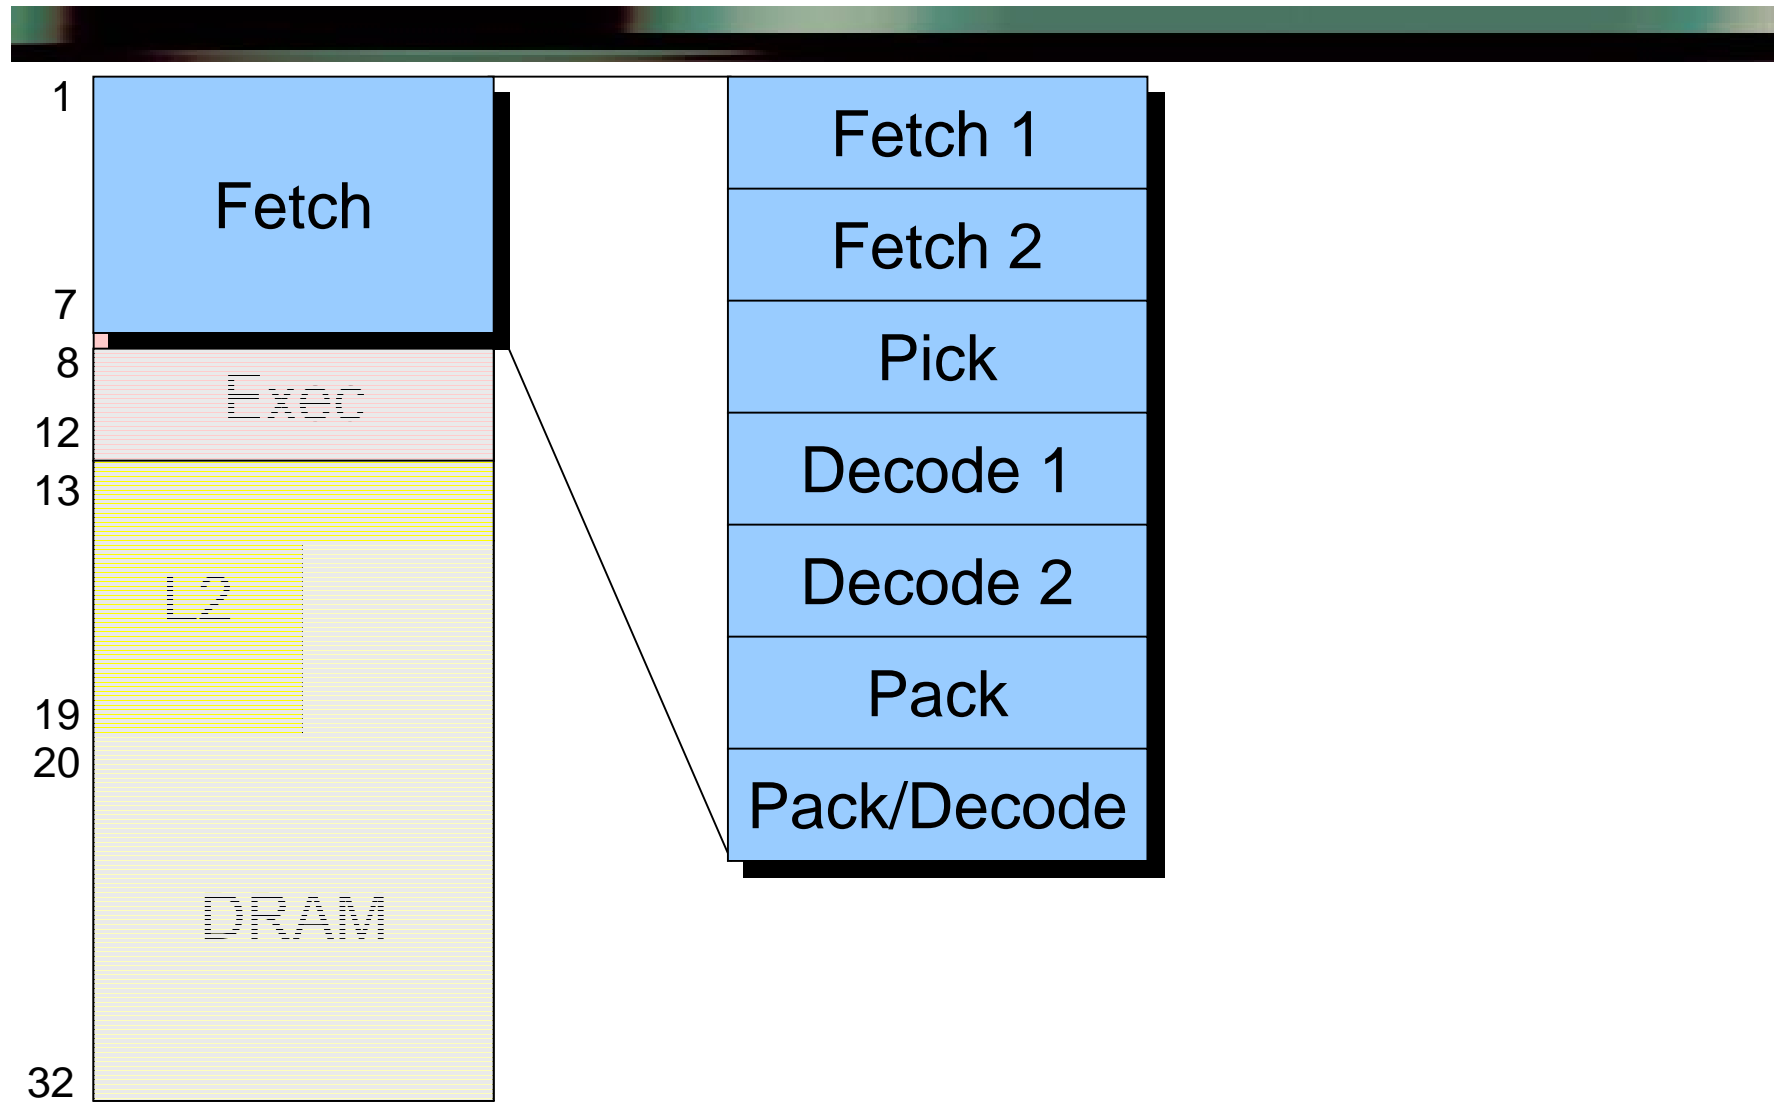 1
Fetch
7
8
Exec
12
13
L2
19
20
DRAM
32
Fetch 1
Fetch 2
Pick
Decode 1
Decode 2
Pack
Pack/Decode